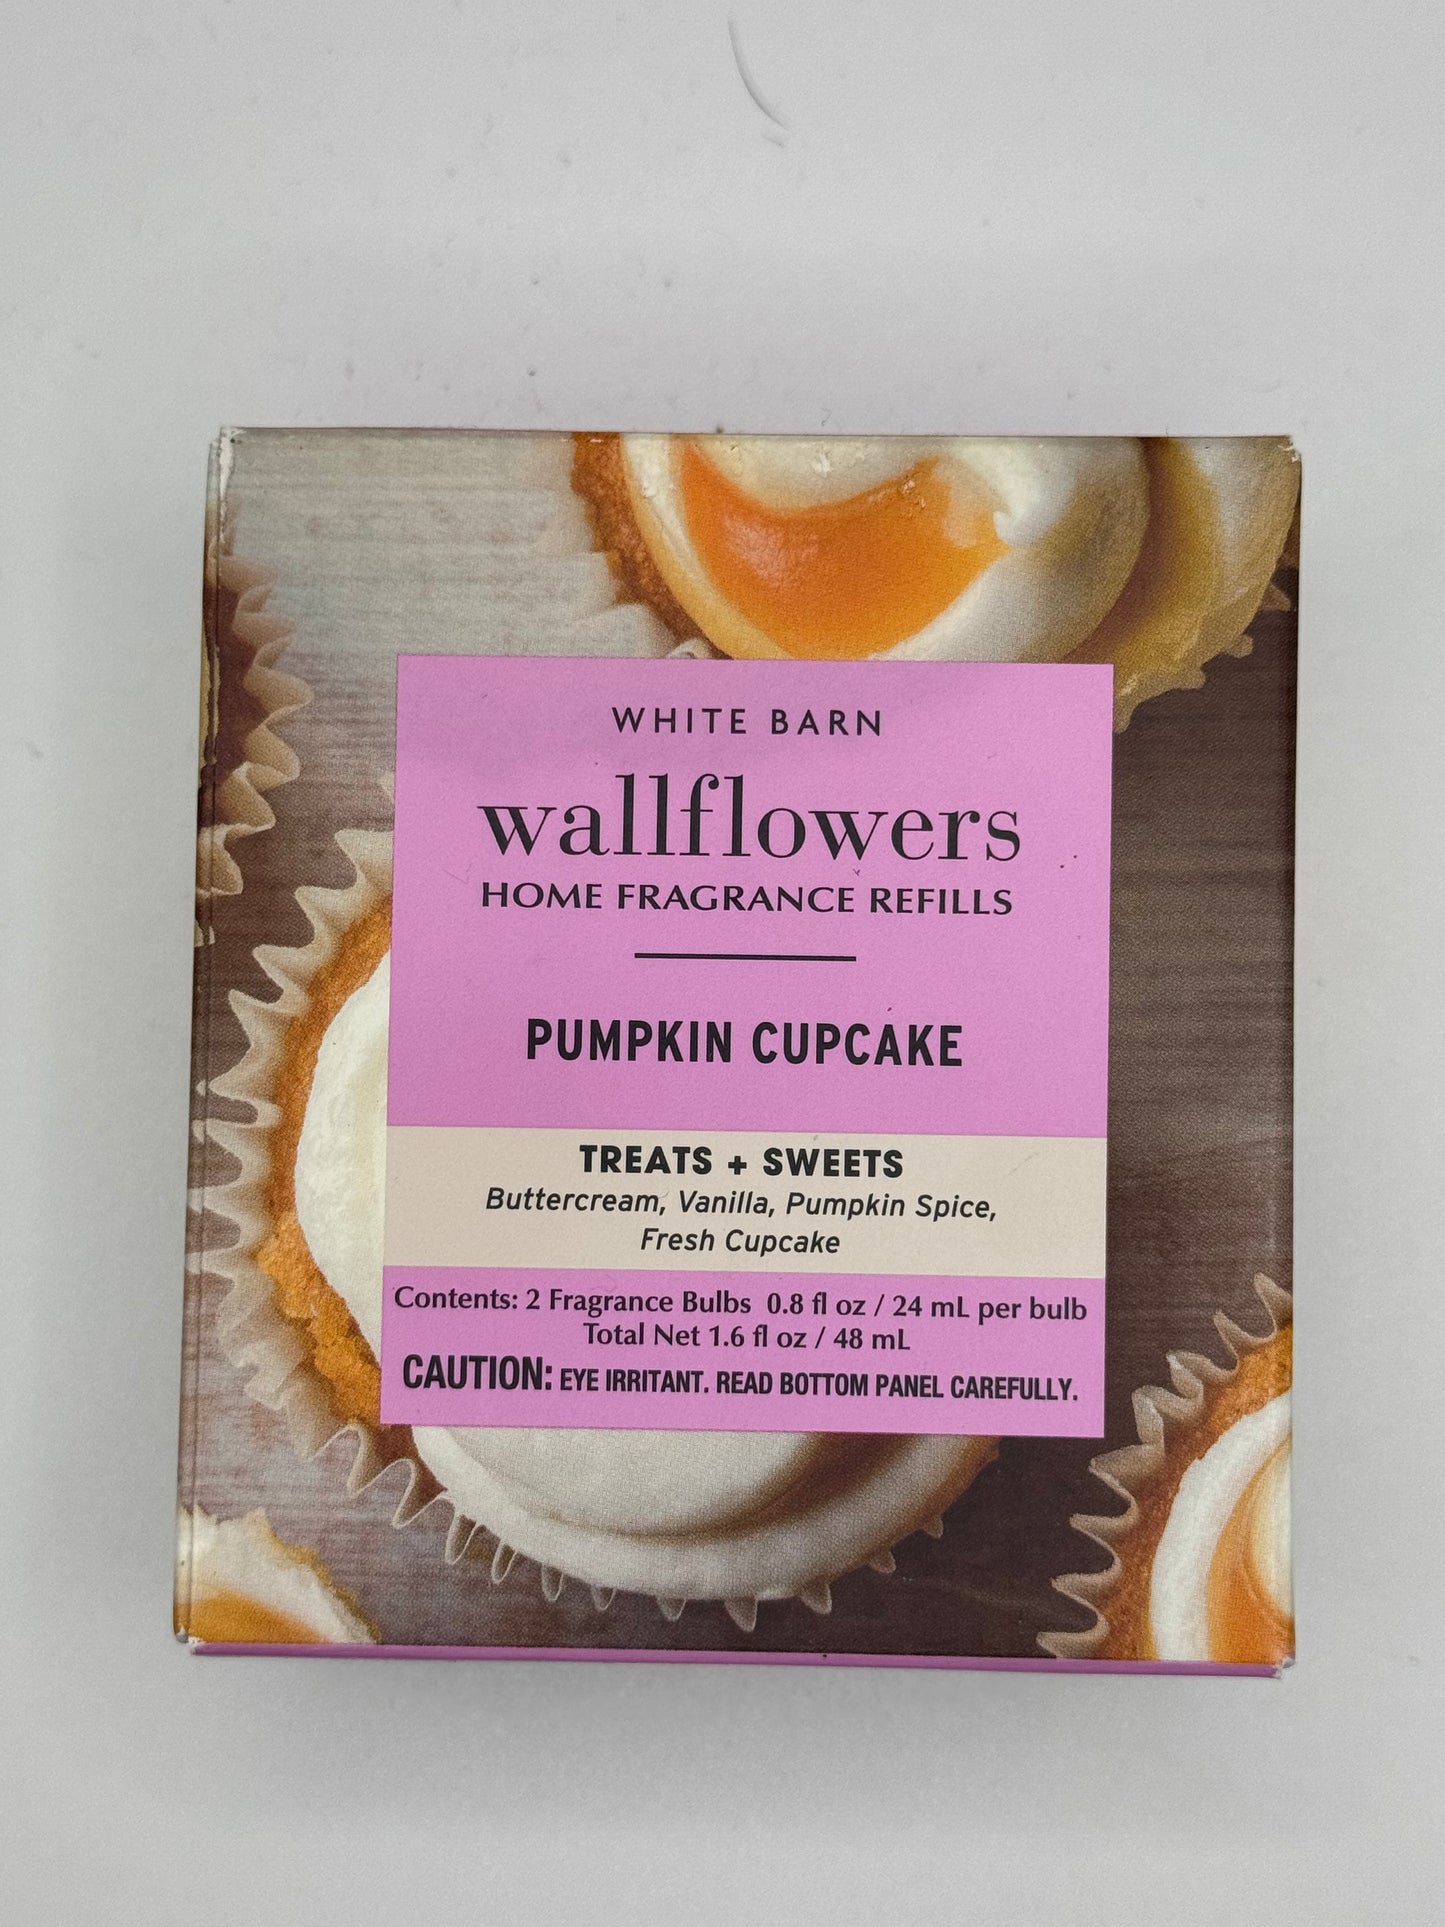 WHITE BARN
wallflowers
HOME FRAGRANCE REFILLS
PUMPKIN CUPCAKE
TREATS + SWEETS
Buttercream, Vanilla, Pumpkin Spice,
Fresh Cupcake
Contents: 2 Fragrance Bulbs 0.8 fl oz / 24 mL per bulb
Total Net 1.6 fl oz / 48 mL
CAUTION: EYE IRRITANT. READ BOTTOM PANEL CAREFULLY.